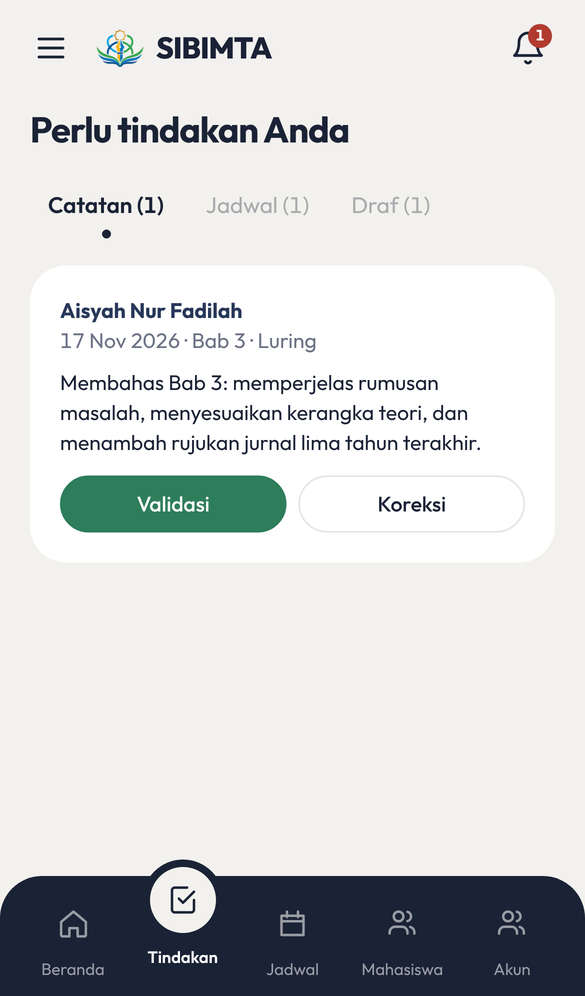 SIBIMTA
1
Perlu tindakan Anda
Catatan (1)
Jadwal (1)
Draf (1)
Aisyah Nur Fadilah
17 Nov 2026 · Bab 3 · Luring
Membahas Bab 3: memperjelas rumusan
masalah, menyesuaikan kerangka teori, dan
menambah rujukan jurnal lima tahun terakhir.
Validasi
Koreksi
Beranda
Tindakan
Jadwal
Mahasiswa
Akun